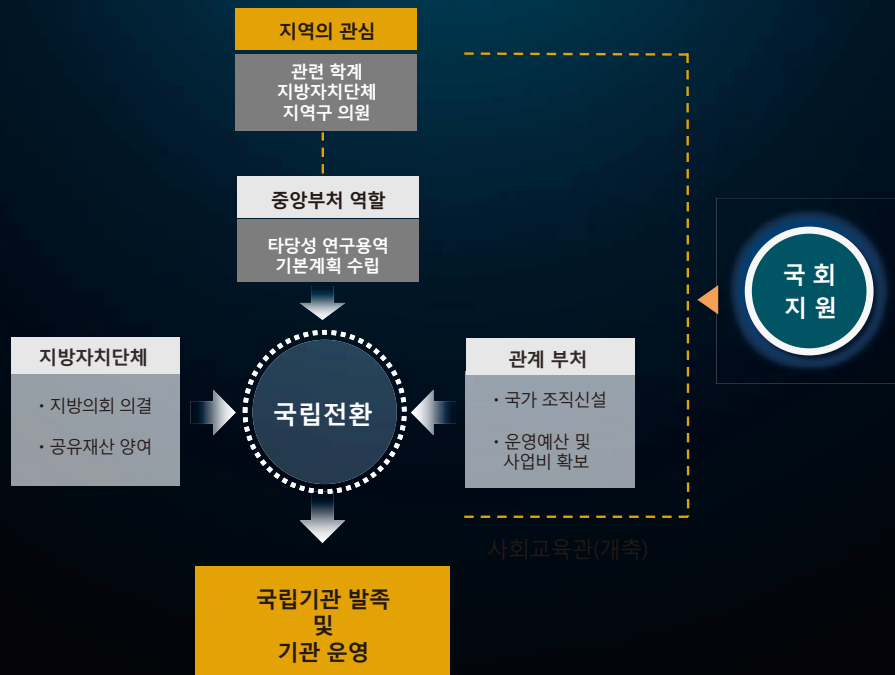 지역의 관심
관련 학계
지방자치단체
지역구 의원
중앙부처 역할
타당성 연구용역
기본계획 수립
국 회
지 원
지방자치단체
· 지방의회 의결
· 공유재산 양여
국립전환
관계 부처
· 국가 조직신설
· 운영예산 및
사업비 확보
사회교육관(개축)
국립기관 발족
및
기관 운영